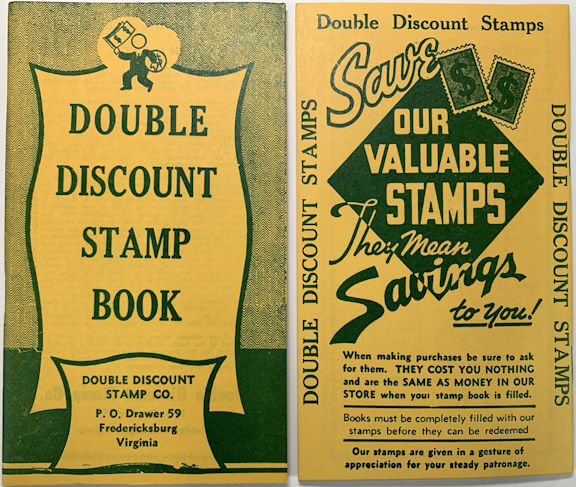 DOUBLE
DISCOUNT
STAMP
BOOK
DOUBLE DISCOUNT
STAMP CO.
P. O. Drawer 59
Fredericksburg
Virginia
Double Discount Stamps
DOUBLE DISCOUNT STAMPS
Save
$ $
OUR
VALUABLE
STAMPS
They Mean
Savings
to You!
DOUBLE DISCOUNT STAMPS
When making purchases be sure to ask
for them. THEY COST YOU NOTHING
and are the SAME AS MONEY IN OUR
STORE when your stamp book is filled.
Books must be completely filled with our
stamps before they can be redeemed
Our stamps are given in a gesture of
appreciation for your steady patronage.